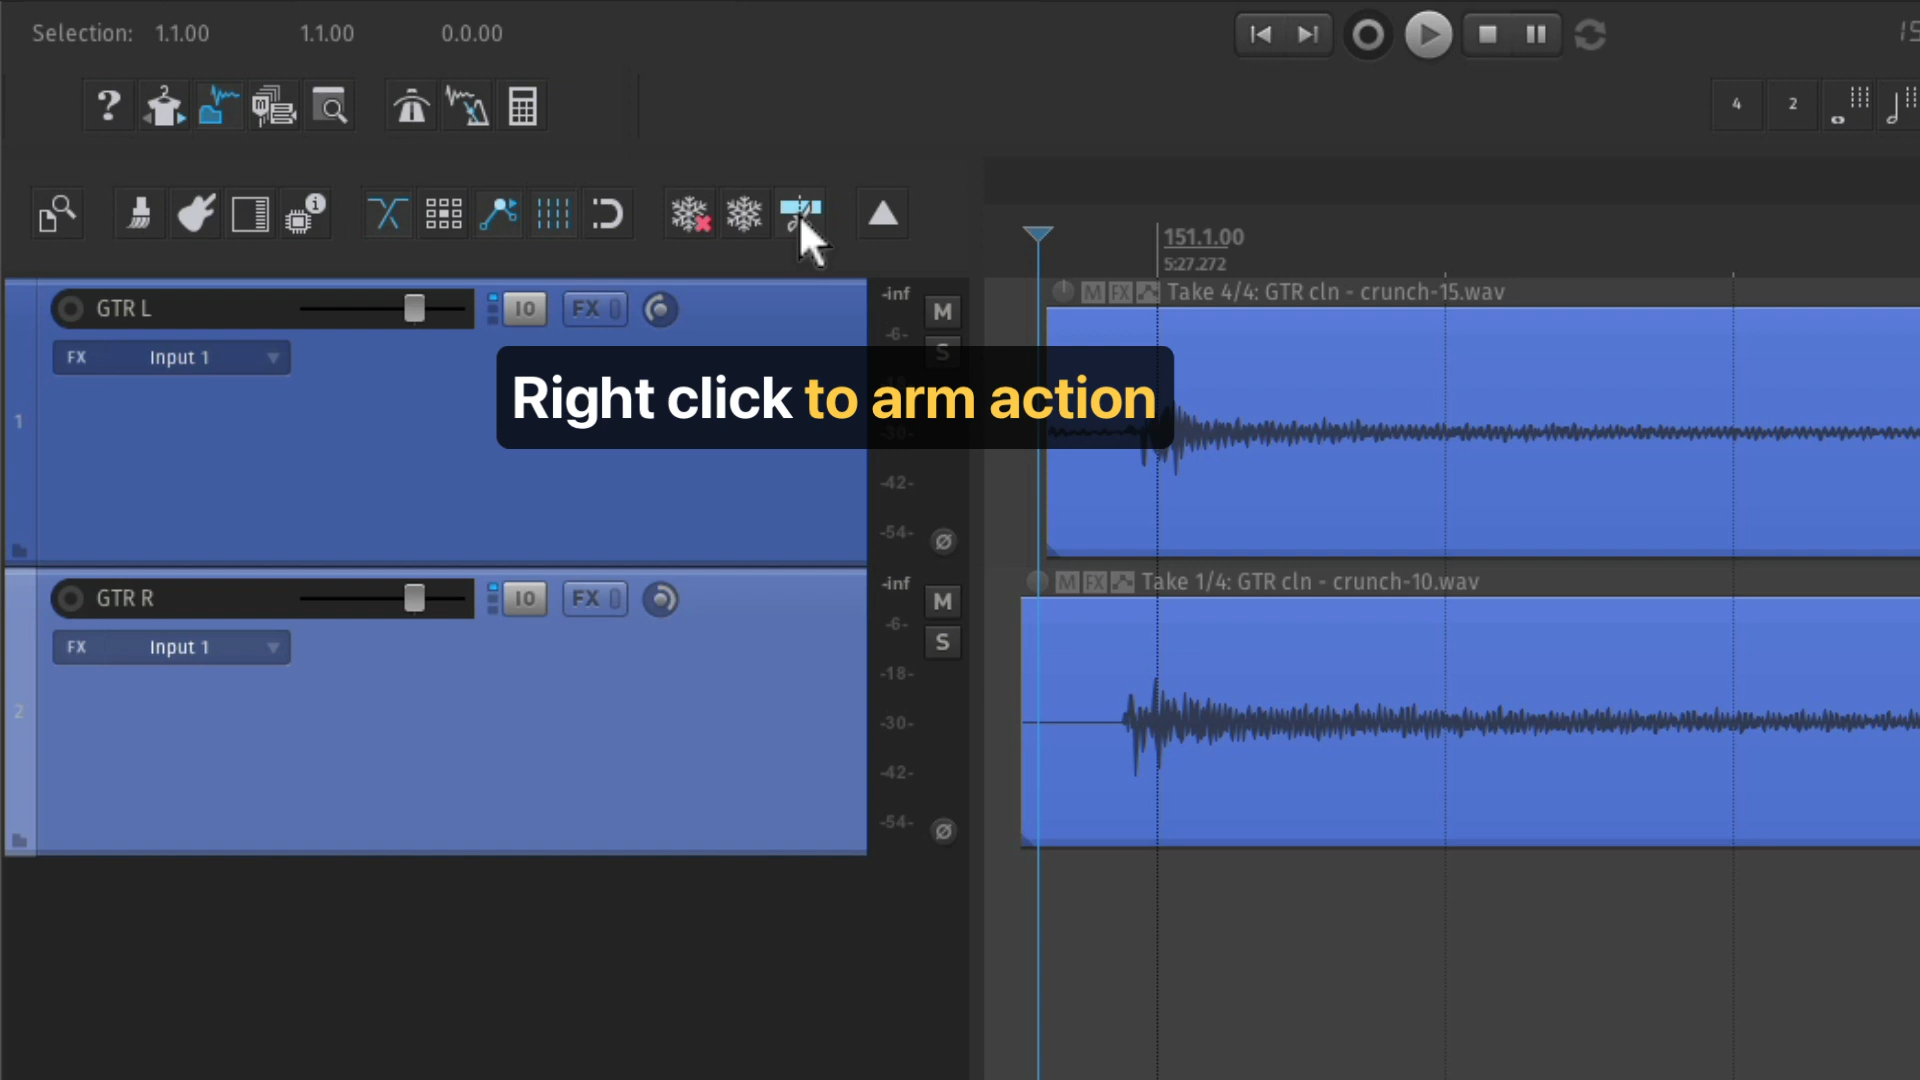 Selection: 1.1.00 1.1.00 0.0.00
4 2
151.1.00
5:27.272
GTR L IO FX -inf M
M FX Take 4/4: GTR cln - crunch-15.wav
-6-
FX Input 1 S
Right click to arm action
1
-30-
-42-
-54-
GTR R IO FX -inf M
M FX Take 1/4: GTR cln - crunch-10.wav
-6-
FX Input 1 S
-18-
2
-30-
-42-
-54-